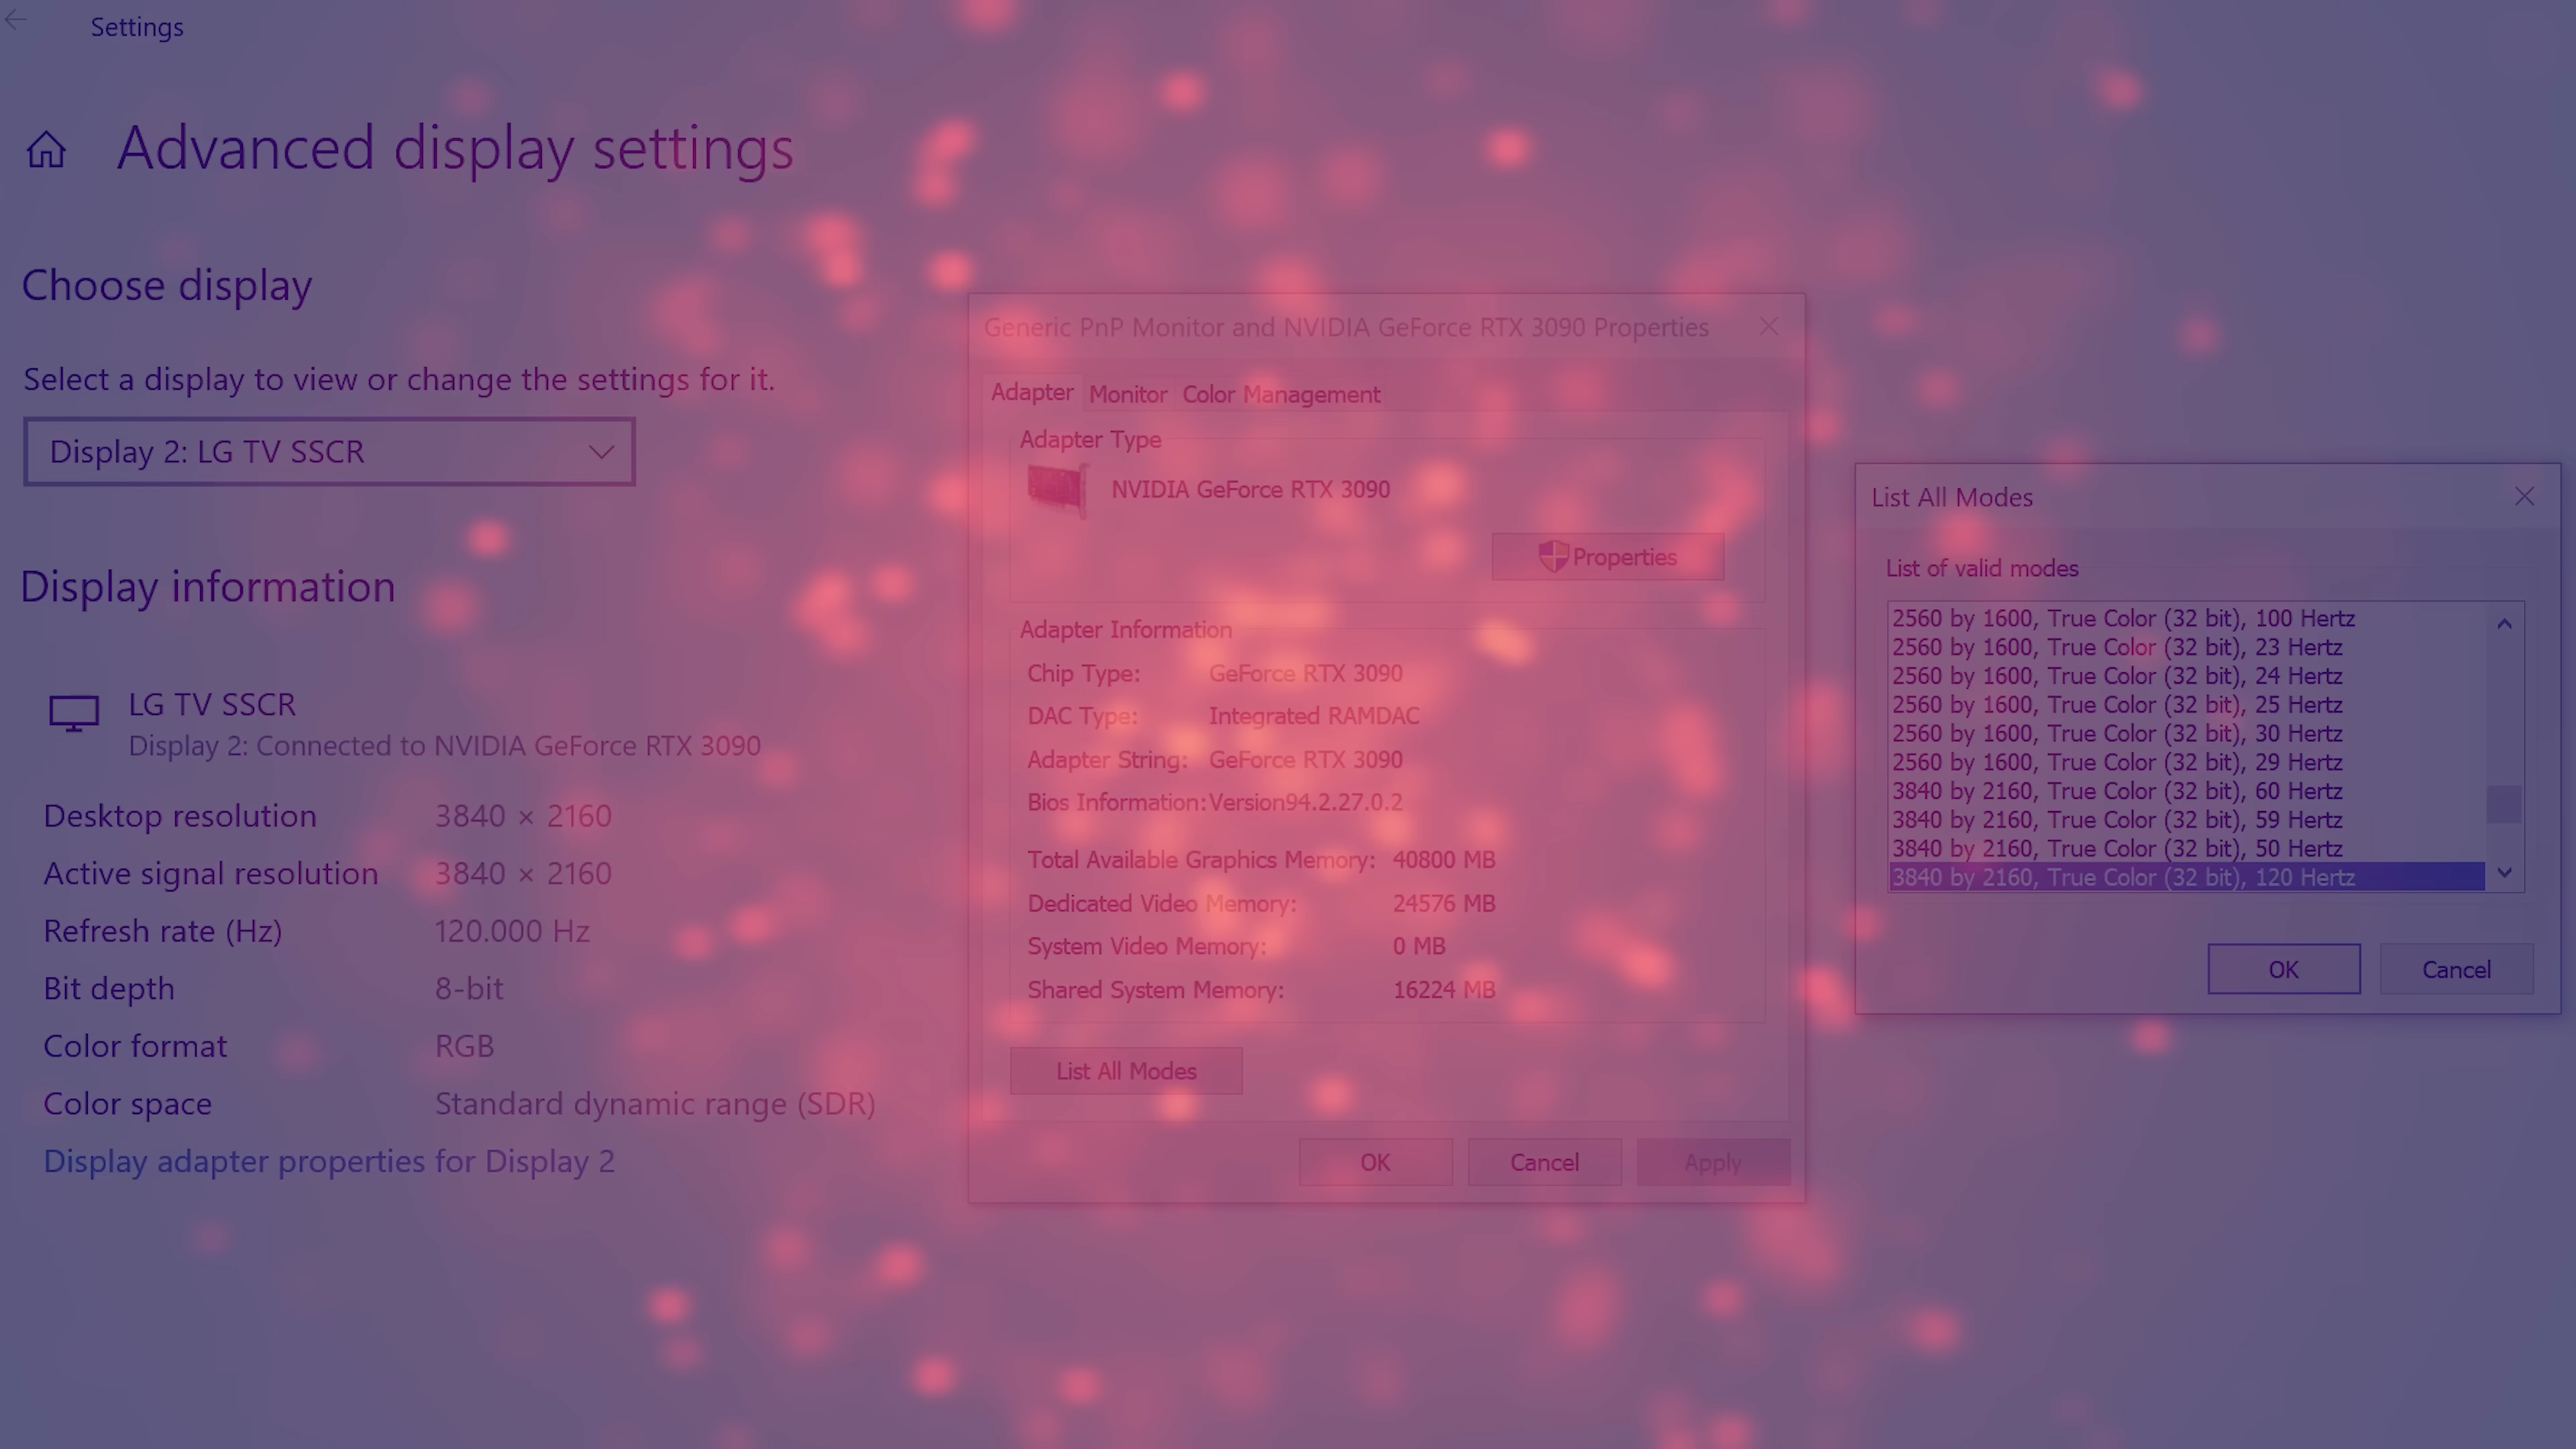 Settings
Advanced display settings
Choose display
Select a display to view or change the settings for it.
Display 2: LG TV SSCR
Display information
LG TV SSCR
Display 2: Connected to NVIDIA GeForce RTX 3090
Desktop resolution 3840 × 2160
Active signal resolution 3840 × 2160
Refresh rate (Hz) 120.000 Hz
Bit depth 8-bit
Color format RGB
Color space Standard dynamic range (SDR)
Display adapter properties for Display 2
Generic PnP Monitor and NVIDIA GeForce RTX 3090 Properties
Adapter Monitor Color Management
Adapter Type
NVIDIA GeForce RTX 3090
Properties
Adapter Information
Chip Type: GeForce RTX 3090
DAC Type: Integrated RAMDAC
Adapter String: GeForce RTX 3090
Bios Information: Version94.2.27.0.2
Total Available Graphics Memory: 40800 MB
Dedicated Video Memory: 24576 MB
System Video Memory: 0 MB
Shared System Memory: 16224 MB
List All Modes
OK Cancel Apply
List All Modes
List of valid modes
2560 by 1600, True Color (32 bit), 100 Hertz
2560 by 1600, True Color (32 bit), 23 Hertz
2560 by 1600, True Color (32 bit), 24 Hertz
2560 by 1600, True Color (32 bit), 25 Hertz
2560 by 1600, True Color (32 bit), 30 Hertz
2560 by 1600, True Color (32 bit), 29 Hertz
3840 by 2160, True Color (32 bit), 60 Hertz
3840 by 2160, True Color (32 bit), 59 Hertz
3840 by 2160, True Color (32 bit), 50 Hertz
3840 by 2160, True Color (32 bit), 120 Hertz
OK Cancel